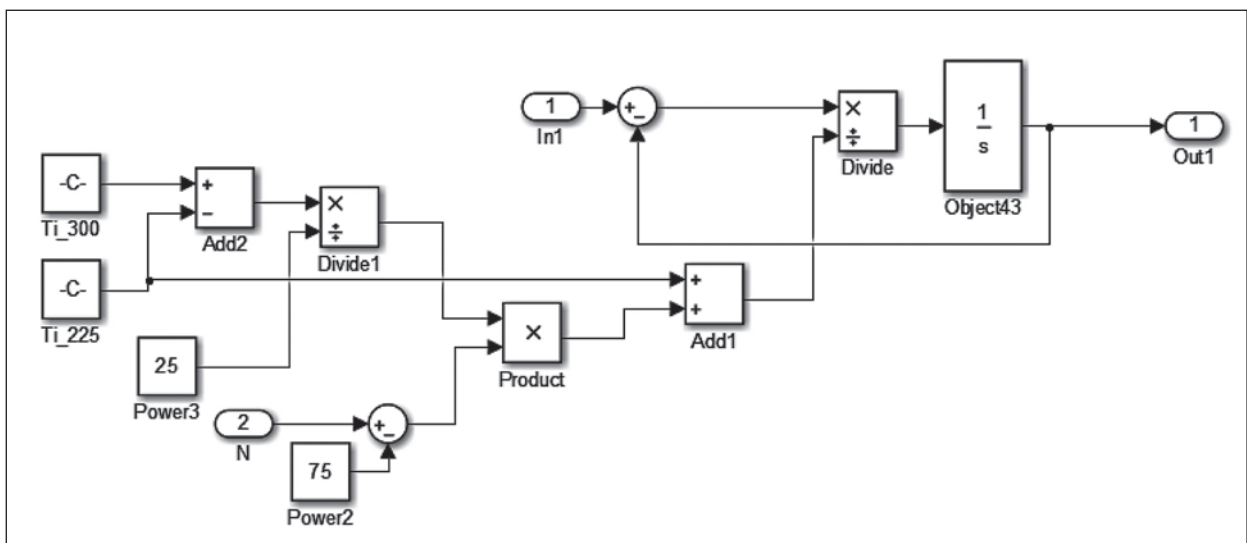 1
In1
+
−
×
÷
Divide
1
s
Object43
1
Out1
-C-
Ti_300
+
−
Add2
×
÷
Divide1
-C-
Ti_225
25
Power3
×
Product
+
+
Add1
2
N
+
−
75
Power2